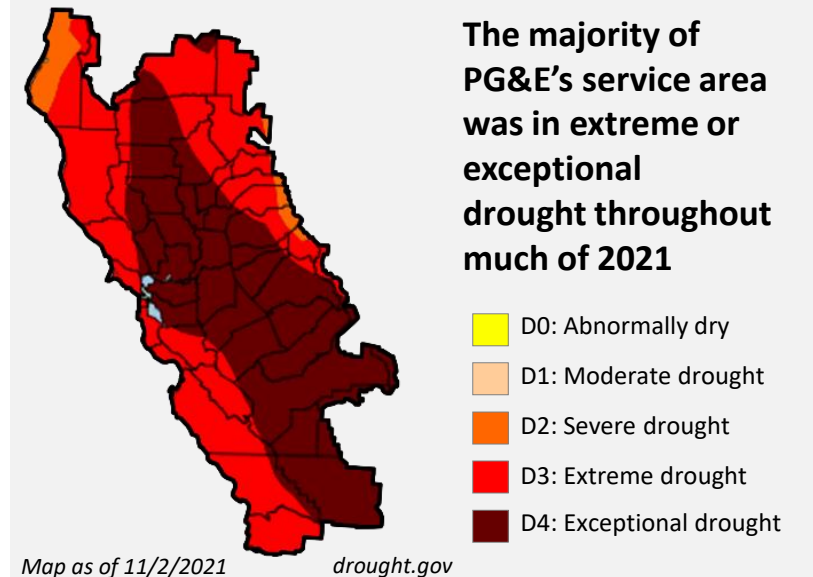 The majority of
PG&E’s service area
was in extreme or
exceptional
drought throughout
much of 2021
D0: Abnormally dry
D1: Moderate drought
D2: Severe drought
D3: Extreme drought
D4: Exceptional drought
Map as of 11/2/2021
drought.gov